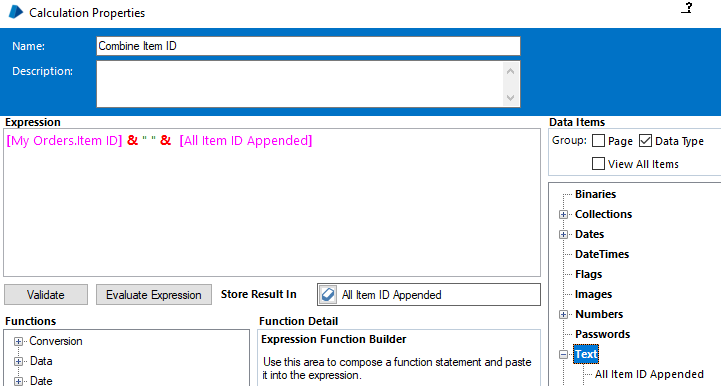 Calculation Properties
?
Name: Combine Item ID
Description:
Expression
[My Orders.Item ID] & " " & [All Item ID Appended]
Data Items
Group: Page Data Type
View All Items
Binaries
Collections
Dates
DateTimes
Flags
Images
Numbers
Passwords
Text
All Item ID Appended
Validate Evaluate Expression Store Result In All Item ID Appended
Functions
Conversion
Data
Date
Function Detail
Expression Function Builder
Use this area to compose a function statement and paste
it into the expression.